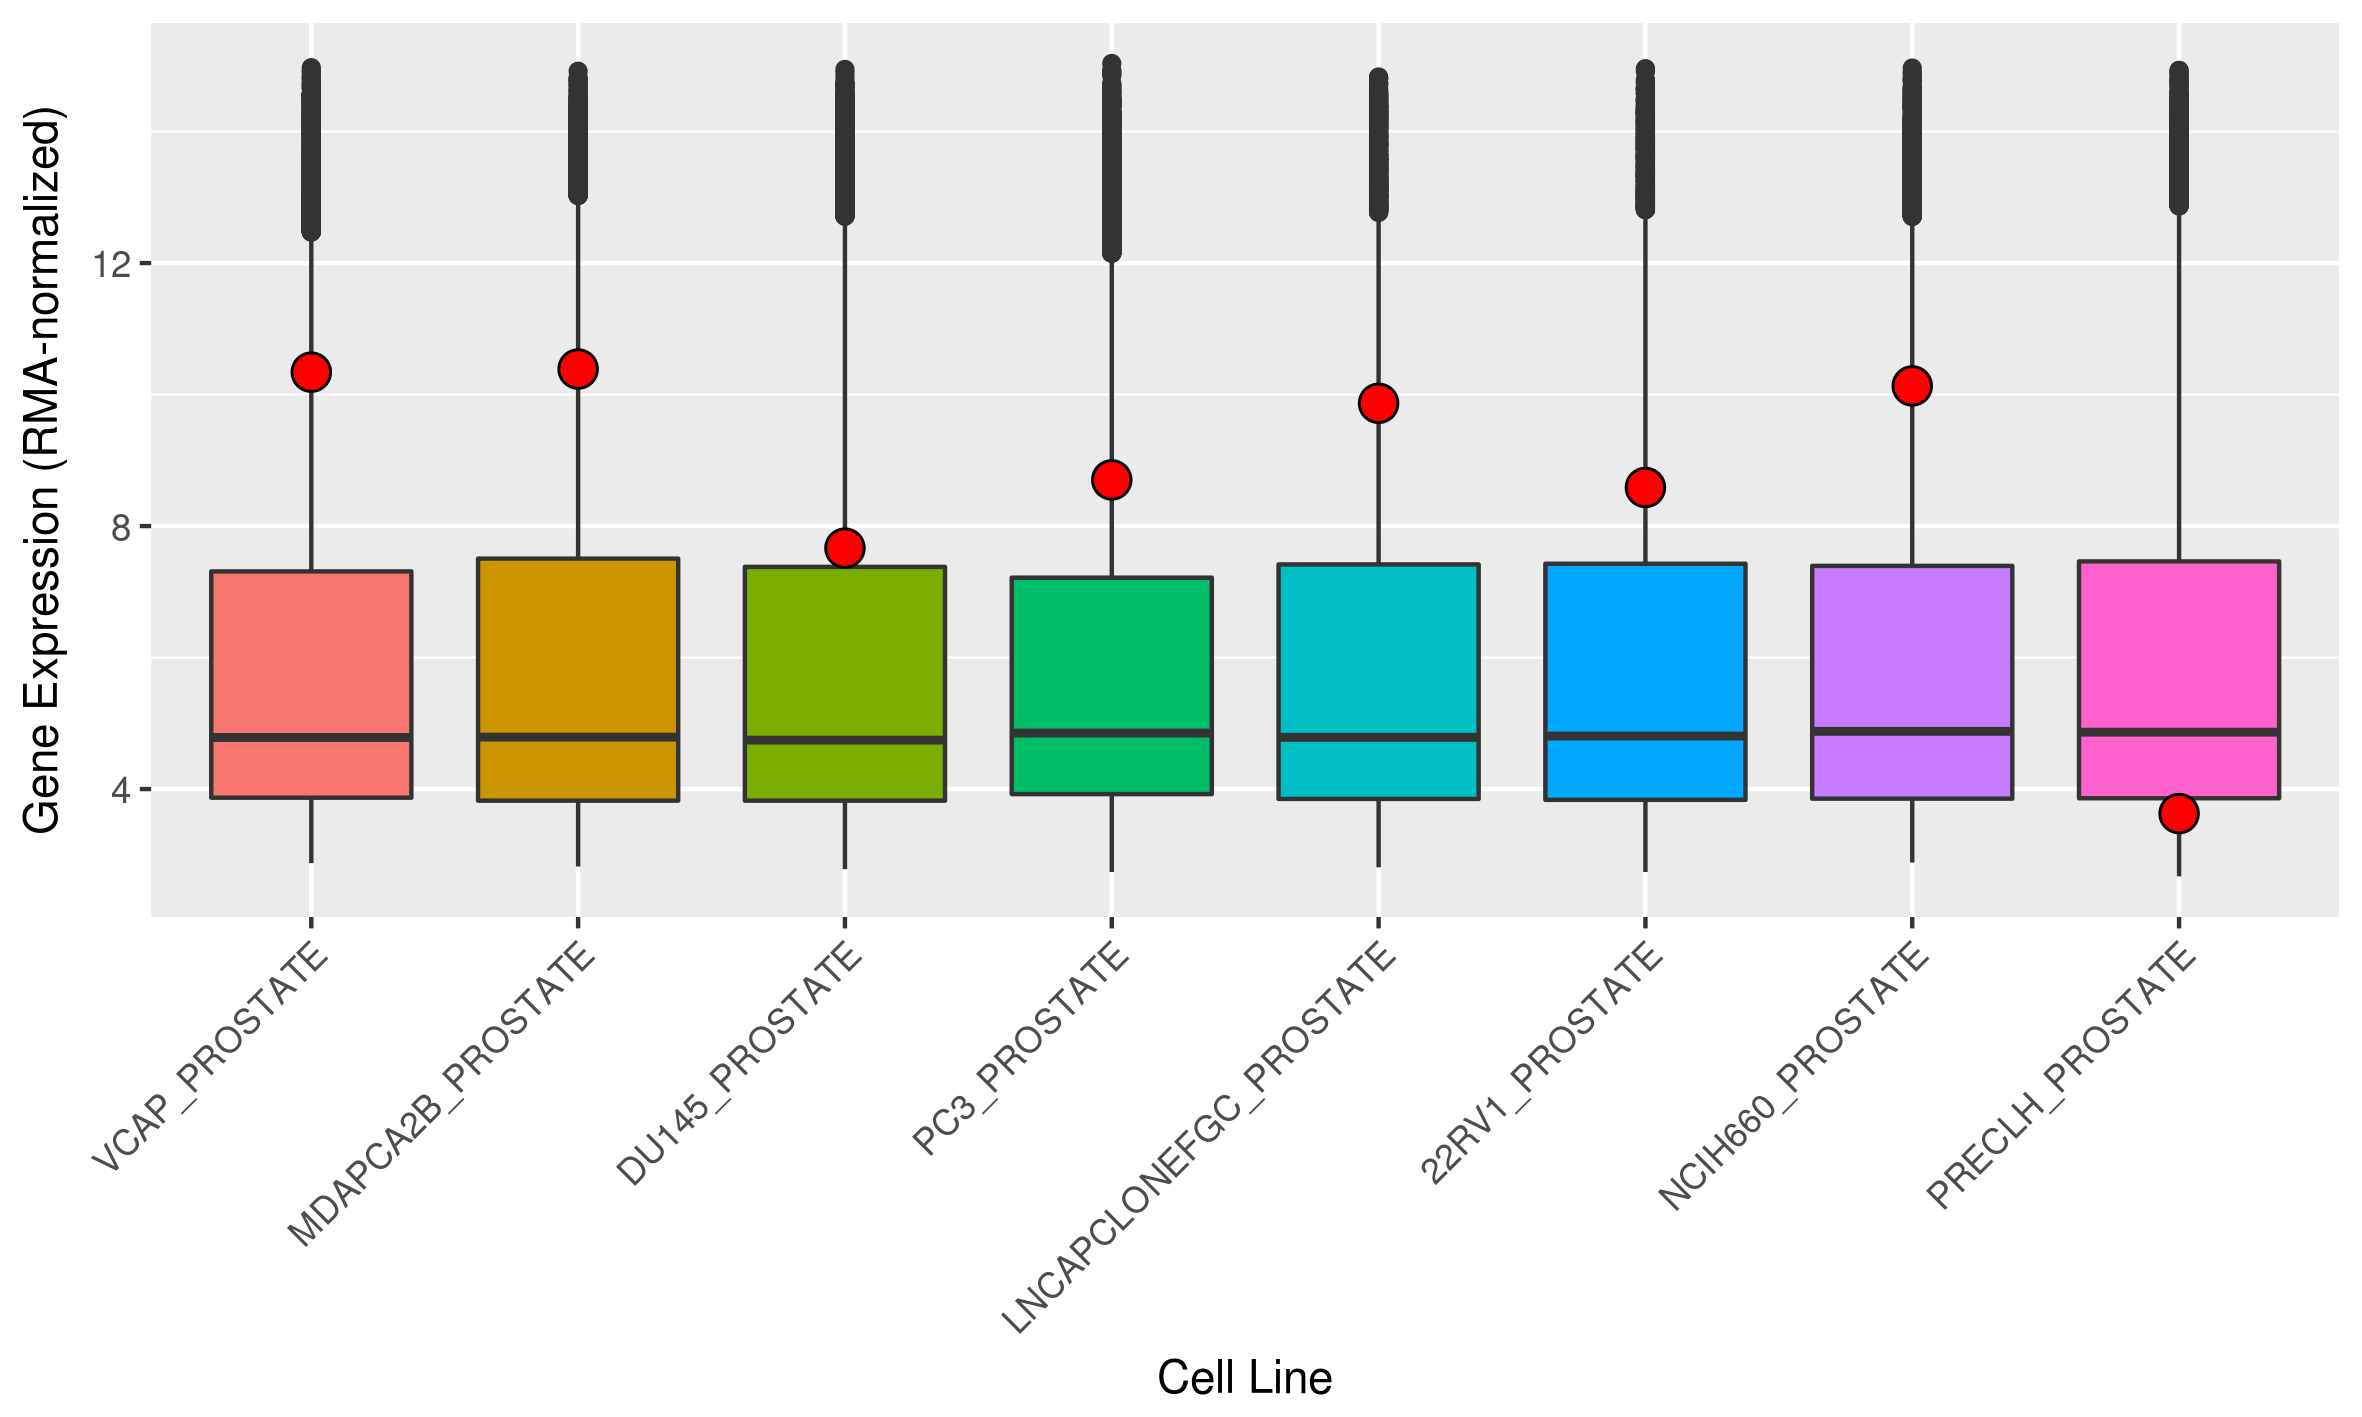 Gene Expression (RMA-normalized)
12
8
4
VCAP_PROSTATE
MDAPCA2B_PROSTATE
DU145_PROSTATE
PC3_PROSTATE
LNCAPCLONEFGC_PROSTATE
22RV1_PROSTATE
NCIH660_PROSTATE
PRECLH_PROSTATE
Cell Line